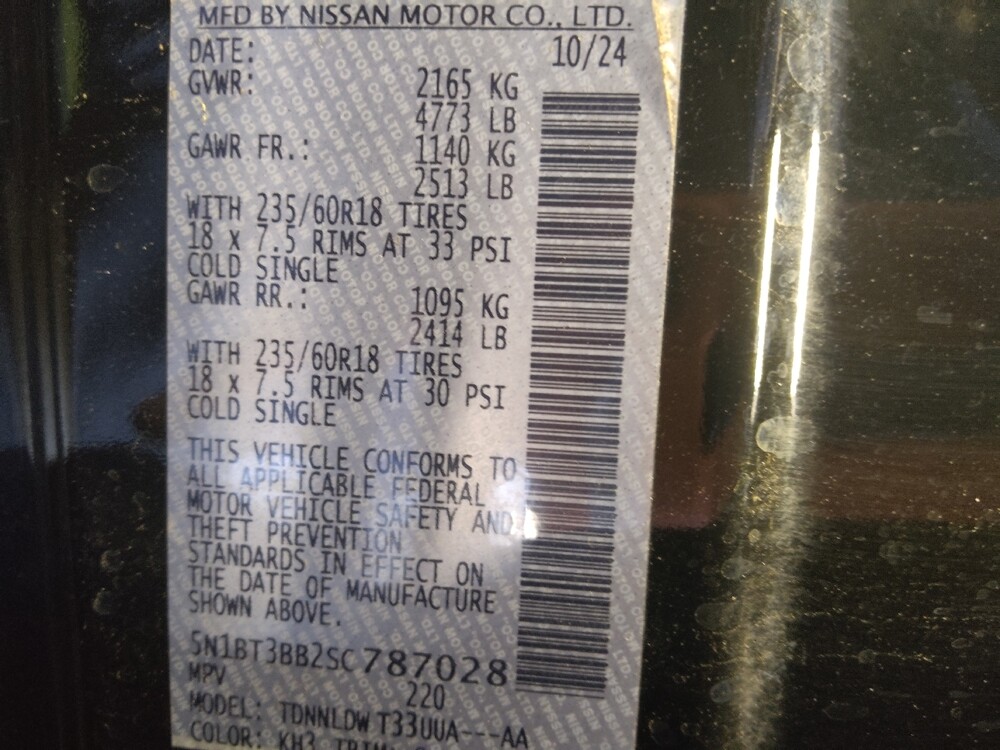 MFD BY NISSAN MOTOR CO., LTD.
DATE: 10/24
GVWR: 2165 KG
4773 LB
GAWR FR.: 1140 KG
2513 LB
WITH 235/60R18 TIRES
18 x 7.5 RIMS AT 33 PSI
COLD SINGLE
GAWR RR.: 1095 KG
2414 LB
WITH 235/60R18 TIRES
18 x 7.5 RIMS AT 30 PSI
COLD SINGLE
THIS VEHICLE CONFORMS TO
ALL APPLICABLE FEDERAL
MOTOR VEHICLE SAFETY AND
THEFT PREVENTION
STANDARDS IN EFFECT ON
THE DATE OF MANUFACTURE
SHOWN ABOVE.
5N1BT3BB2SC787028
MPV 220
MODEL: TDNNLDW T33UUA---AA
COLOR: KH3 TRIM: